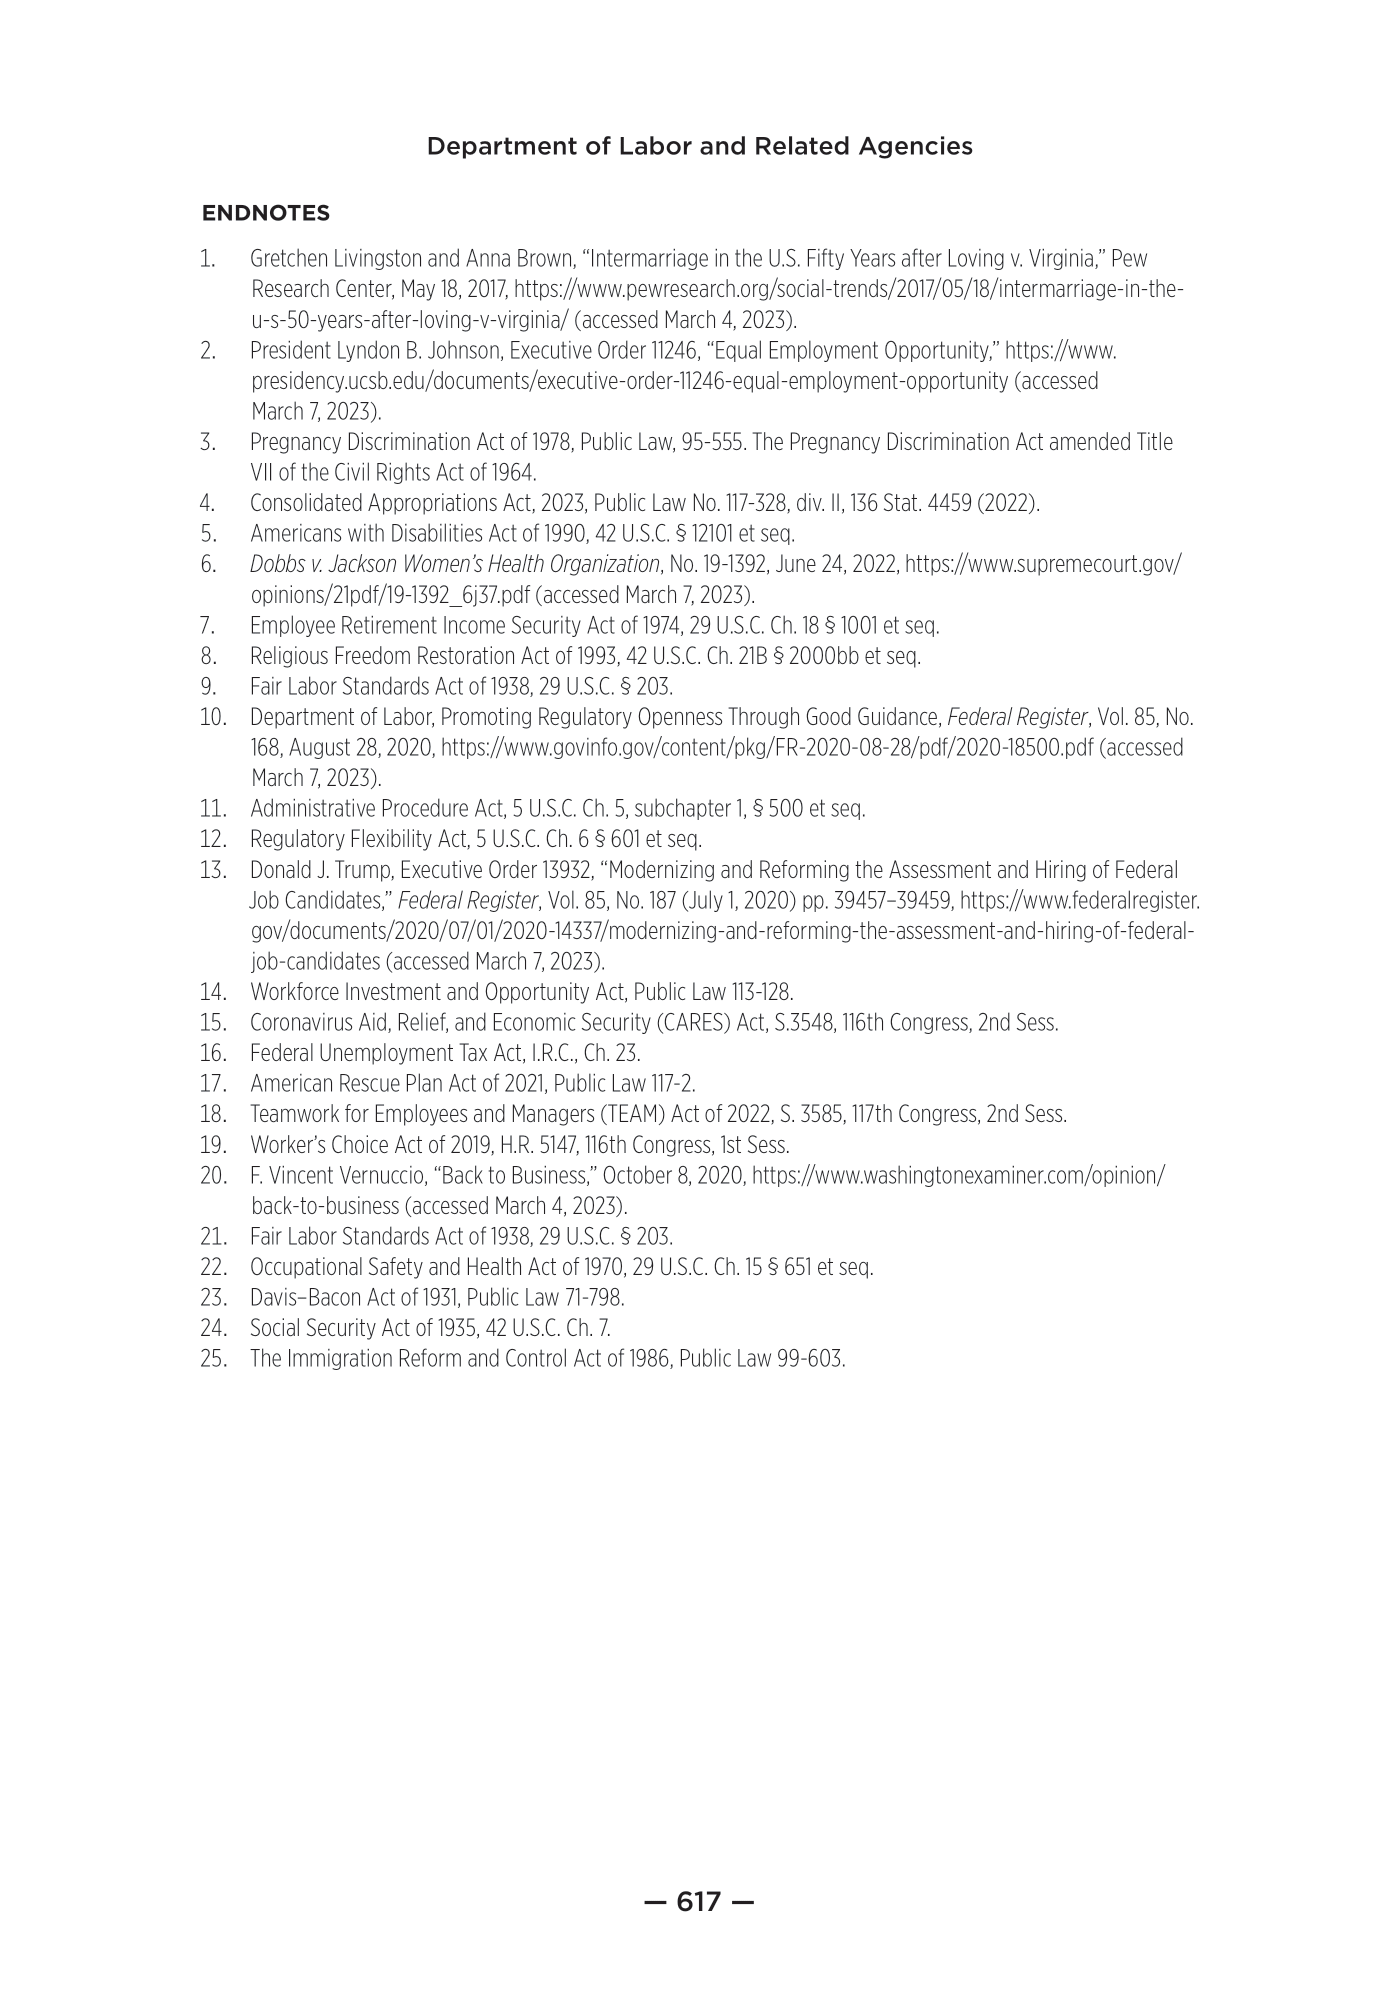 Department of Labor and Related Agencies
ENDNOTES
1. Gretchen Livingston and Anna Brown, “Intermarriage in the U.S. Fifty Years after Loving v. Virginia,” Pew
Research Center, May 18, 2017, https://www.pewresearch.org/social-trends/2017/05/18/intermarriage-in-the-
u-s-50-years-after-loving-v-virginia/ (accessed March 4, 2023).
2. President Lyndon B. Johnson, Executive Order 11246, “Equal Employment Opportunity,” https://www.
presidency.ucsb.edu/documents/executive-order-11246-equal-employment-opportunity (accessed
March 7, 2023).
3. Pregnancy Discrimination Act of 1978, Public Law, 95-555. The Pregnancy Discrimination Act amended Title
VII of the Civil Rights Act of 1964.
4. Consolidated Appropriations Act, 2023, Public Law No. 117-328, div. II, 136 Stat. 4459 (2022).
5. Americans with Disabilities Act of 1990, 42 U.S.C. § 12101 et seq.
6. Dobbs v. Jackson Women’s Health Organization, No. 19-1392, June 24, 2022, https://www.supremecourt.gov/
opinions/21pdf/19-1392_6j37.pdf (accessed March 7, 2023).
7. Employee Retirement Income Security Act of 1974, 29 U.S.C. Ch. 18 § 1001 et seq.
8. Religious Freedom Restoration Act of 1993, 42 U.S.C. Ch. 21B § 2000bb et seq.
9. Fair Labor Standards Act of 1938, 29 U.S.C. § 203.
10. Department of Labor, Promoting Regulatory Openness Through Good Guidance, Federal Register, Vol. 85, No.
168, August 28, 2020, https://www.govinfo.gov/content/pkg/FR-2020-08-28/pdf/2020-18500.pdf (accessed
March 7, 2023).
11. Administrative Procedure Act, 5 U.S.C. Ch. 5, subchapter 1, § 500 et seq.
12. Regulatory Flexibility Act, 5 U.S.C. Ch. 6 § 601 et seq.
13. Donald J. Trump, Executive Order 13932, “Modernizing and Reforming the Assessment and Hiring of Federal
Job Candidates,” Federal Register, Vol. 85, No. 187 (July 1, 2020) pp. 39457–39459, https://www.federalregister.
gov/documents/2020/07/01/2020-14337/modernizing-and-reforming-the-assessment-and-hiring-of-federal-
job-candidates (accessed March 7, 2023).
14. Workforce Investment and Opportunity Act, Public Law 113-128.
15. Coronavirus Aid, Relief, and Economic Security (CARES) Act, S.3548, 116th Congress, 2nd Sess.
16. Federal Unemployment Tax Act, I.R.C., Ch. 23.
17. American Rescue Plan Act of 2021, Public Law 117-2.
18. Teamwork for Employees and Managers (TEAM) Act of 2022, S. 3585, 117th Congress, 2nd Sess.
19. Worker’s Choice Act of 2019, H.R. 5147, 116th Congress, 1st Sess.
20. F. Vincent Vernuccio, “Back to Business,” October 8, 2020, https://www.washingtonexaminer.com/opinion/
back-to-business (accessed March 4, 2023).
21. Fair Labor Standards Act of 1938, 29 U.S.C. § 203.
22. Occupational Safety and Health Act of 1970, 29 U.S.C. Ch. 15 § 651 et seq.
23. Davis–Bacon Act of 1931, Public Law 71-798.
24. Social Security Act of 1935, 42 U.S.C. Ch. 7.
25. The Immigration Reform and Control Act of 1986, Public Law 99-603.
— 617 —